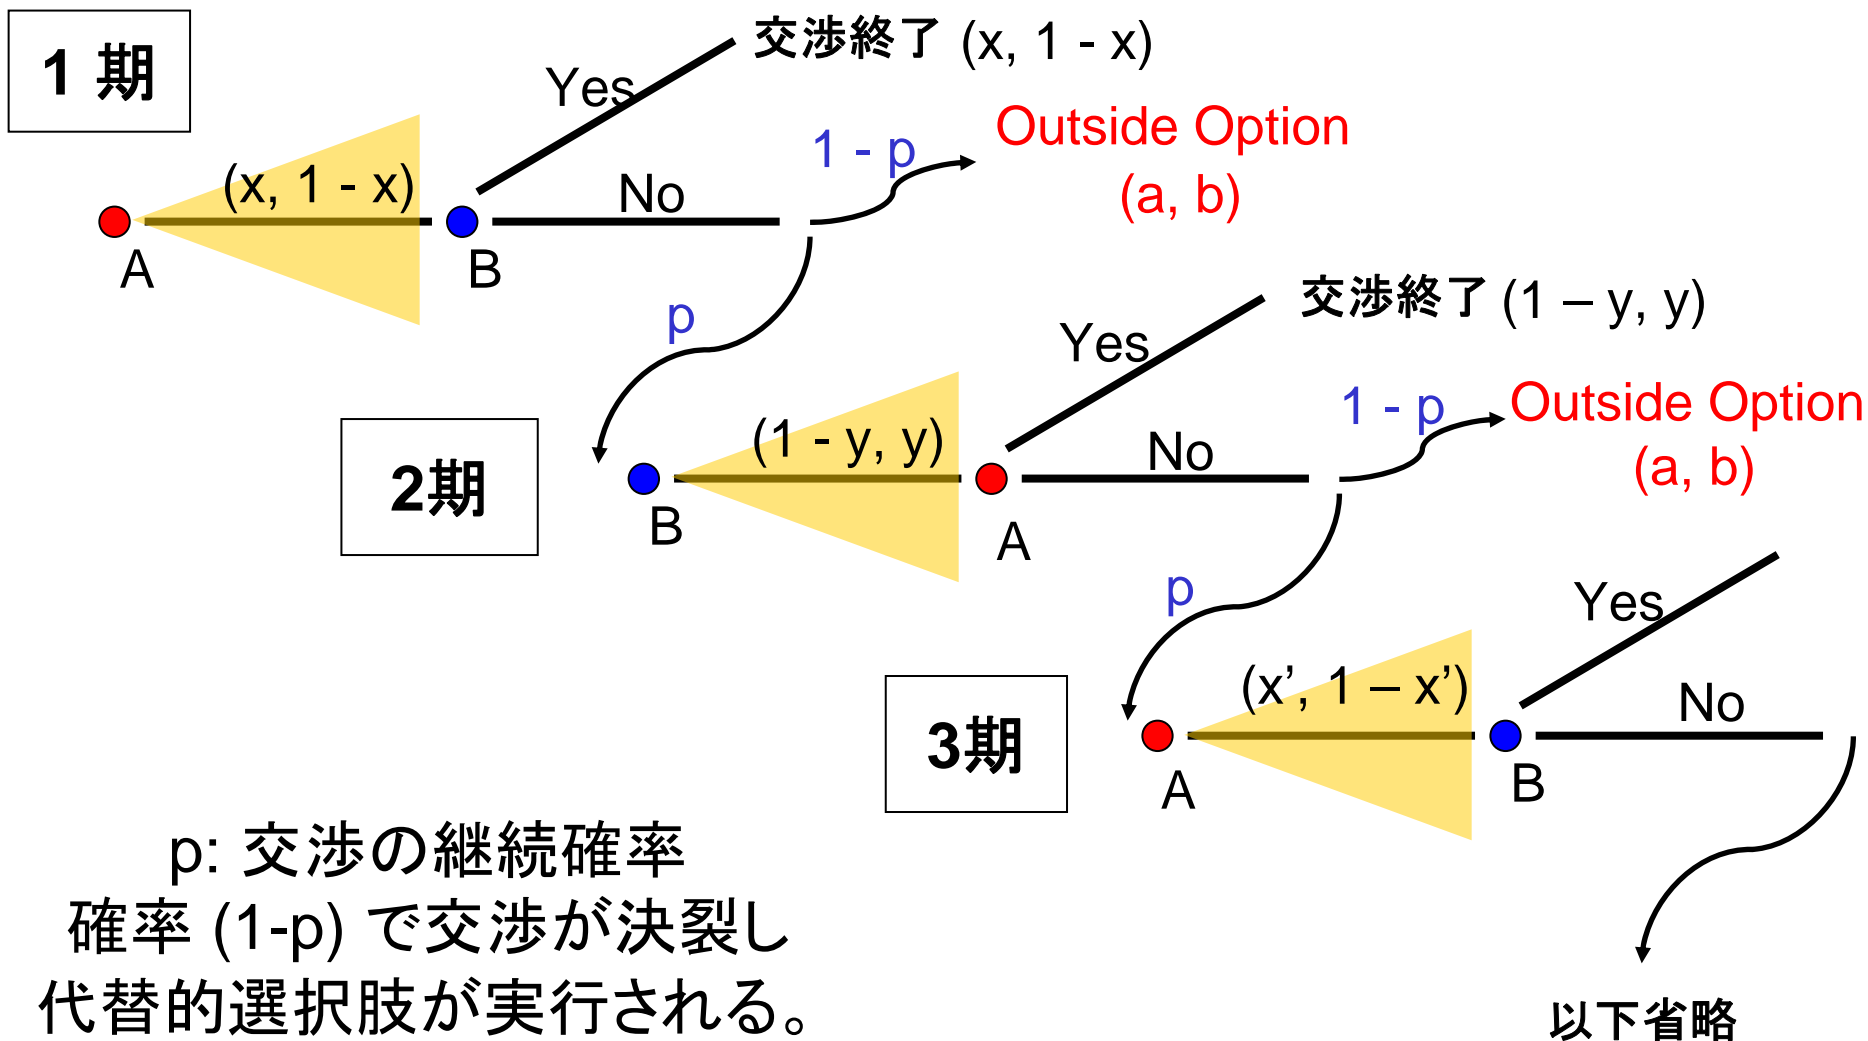 1 期
交渉終了 (x, 1 - x)
Yes
Outside Option
(a, b)
1 - p
(x, 1 - x)
No
A
B
p
2期
交渉終了 (1 – y, y)
Yes
Outside Option
(a, b)
1 - p
(1 - y, y)
No
B
A
p
3期
Yes
(x’, 1 – x’)
No
A
B
p: 交渉の継続確率
確率 (1-p) で交渉が決裂し
代替的選択肢が実行される。
以下省略